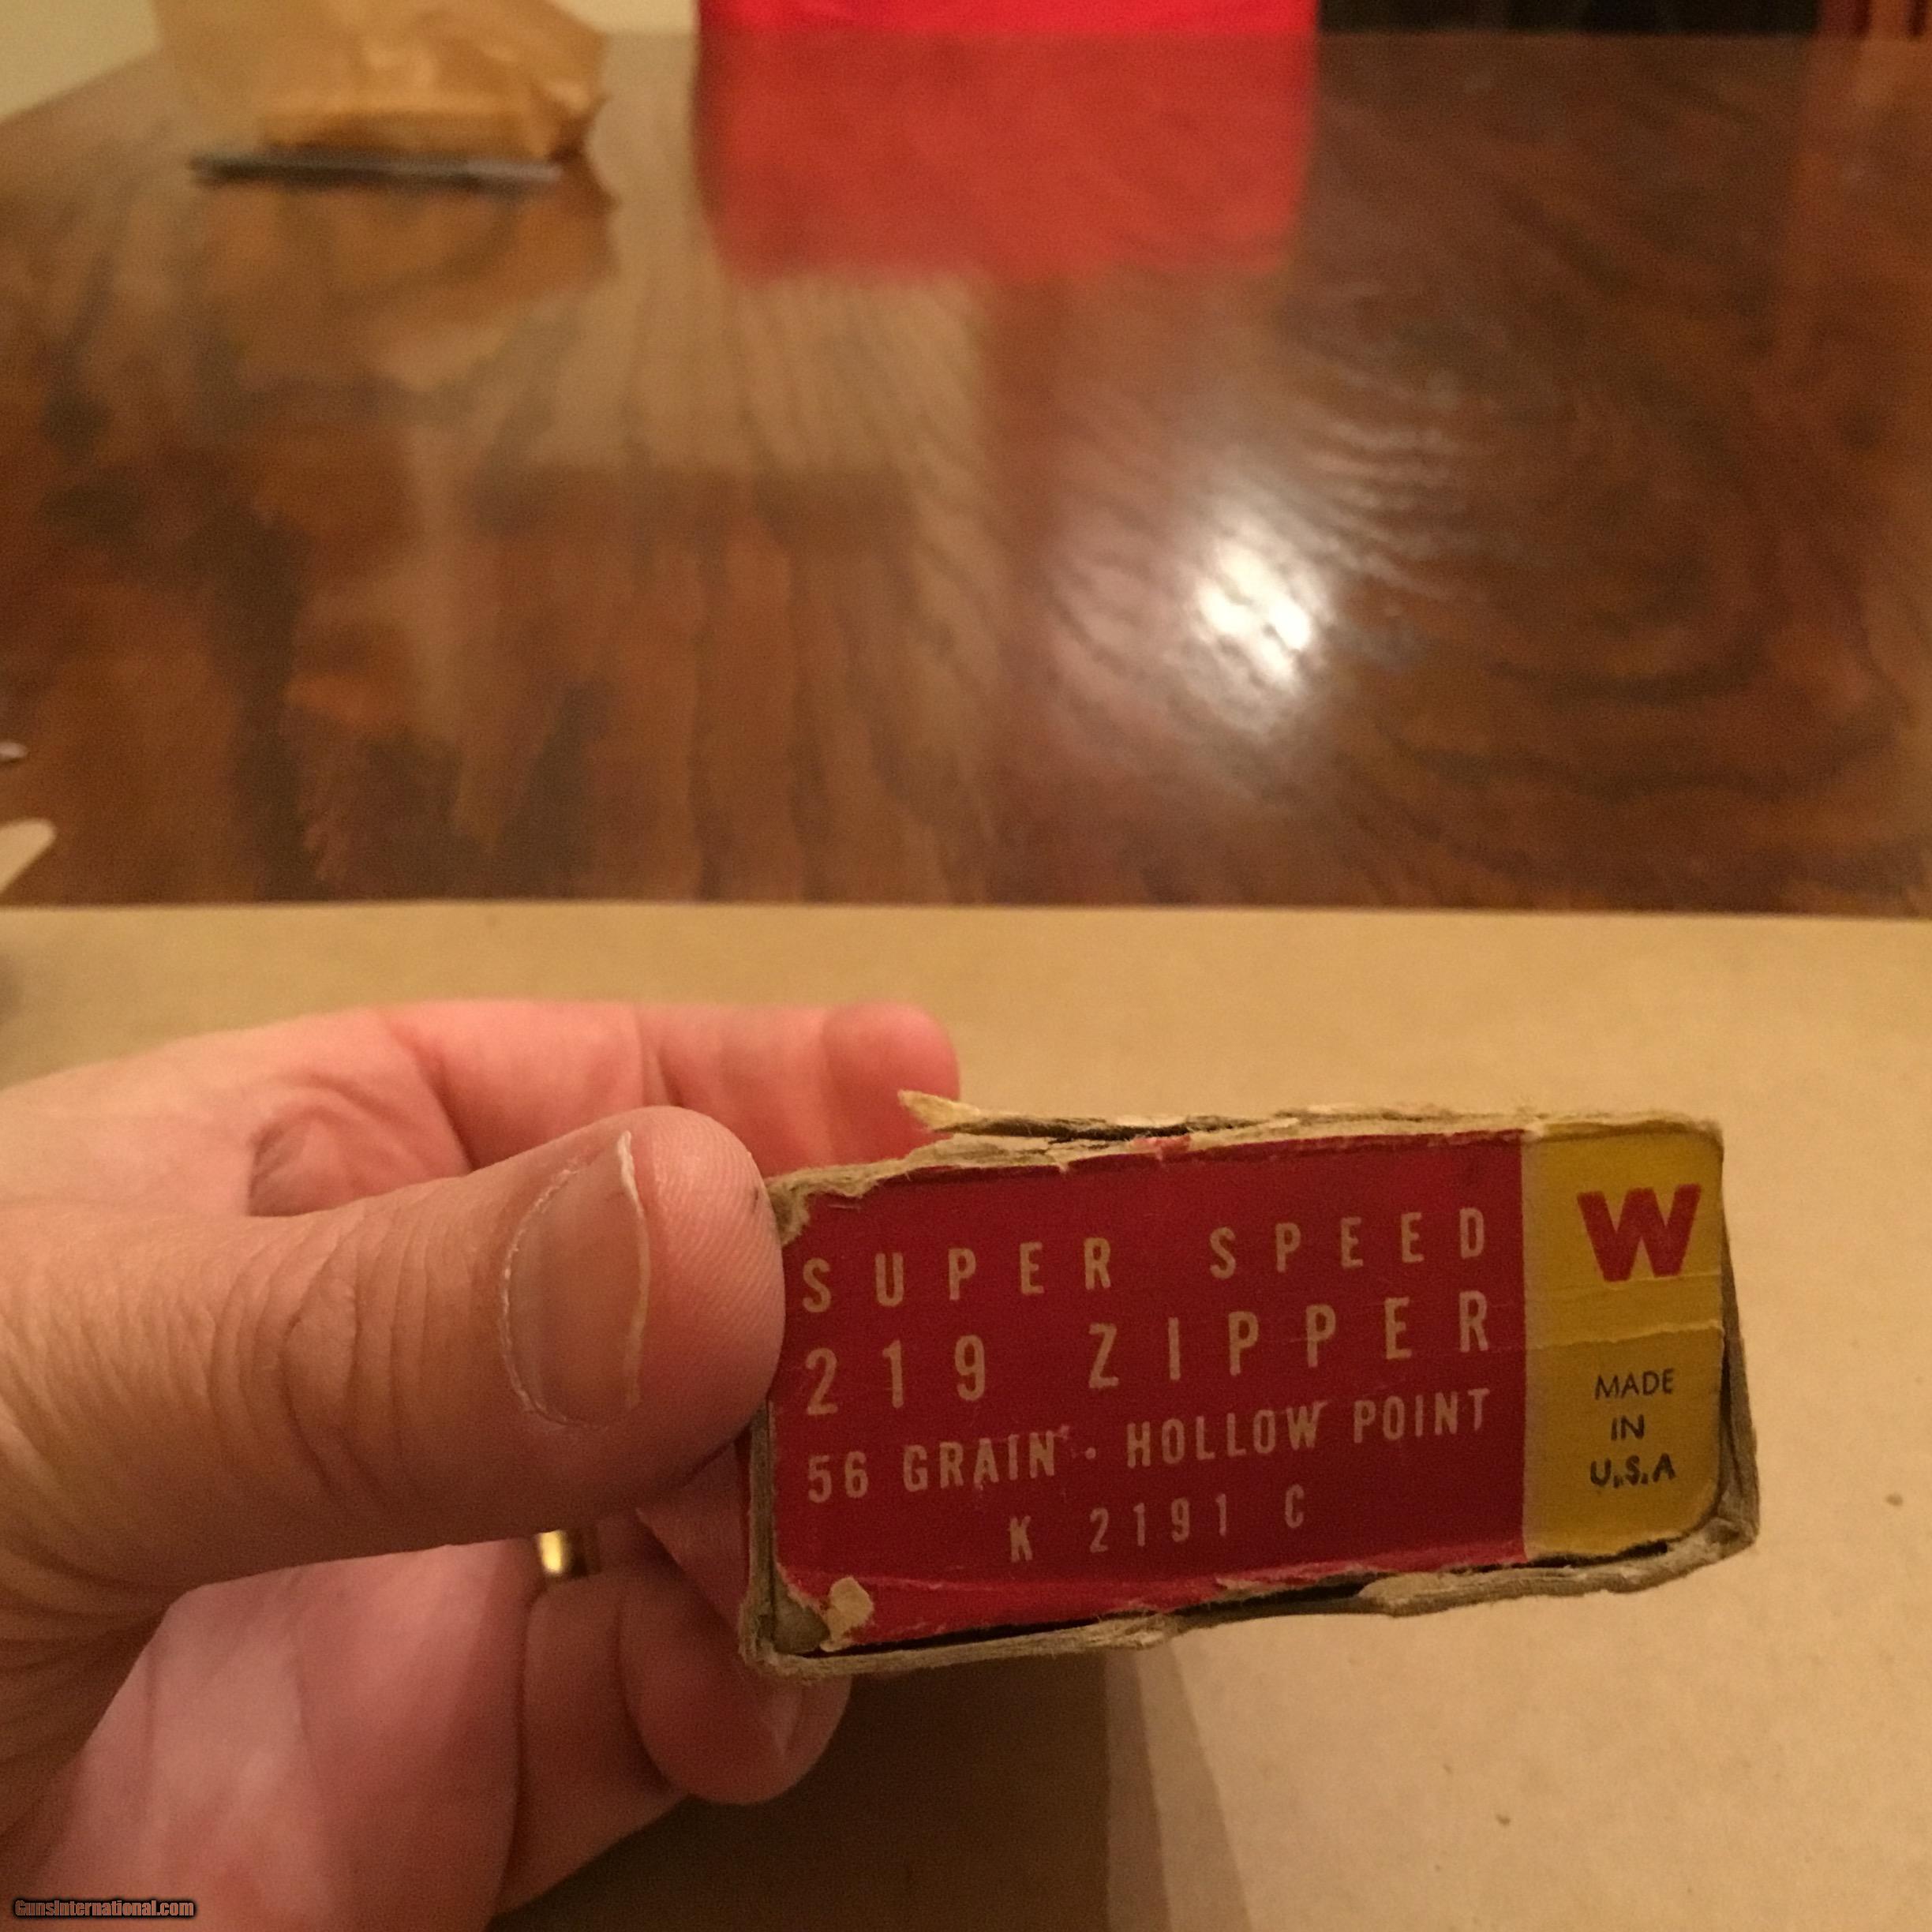 SUPER SPEED
219 ZIPPER
56 GRAIN · HOLLOW POINT
K 2191 C
W
MADE
IN
U.S.A
GunsInternational.com